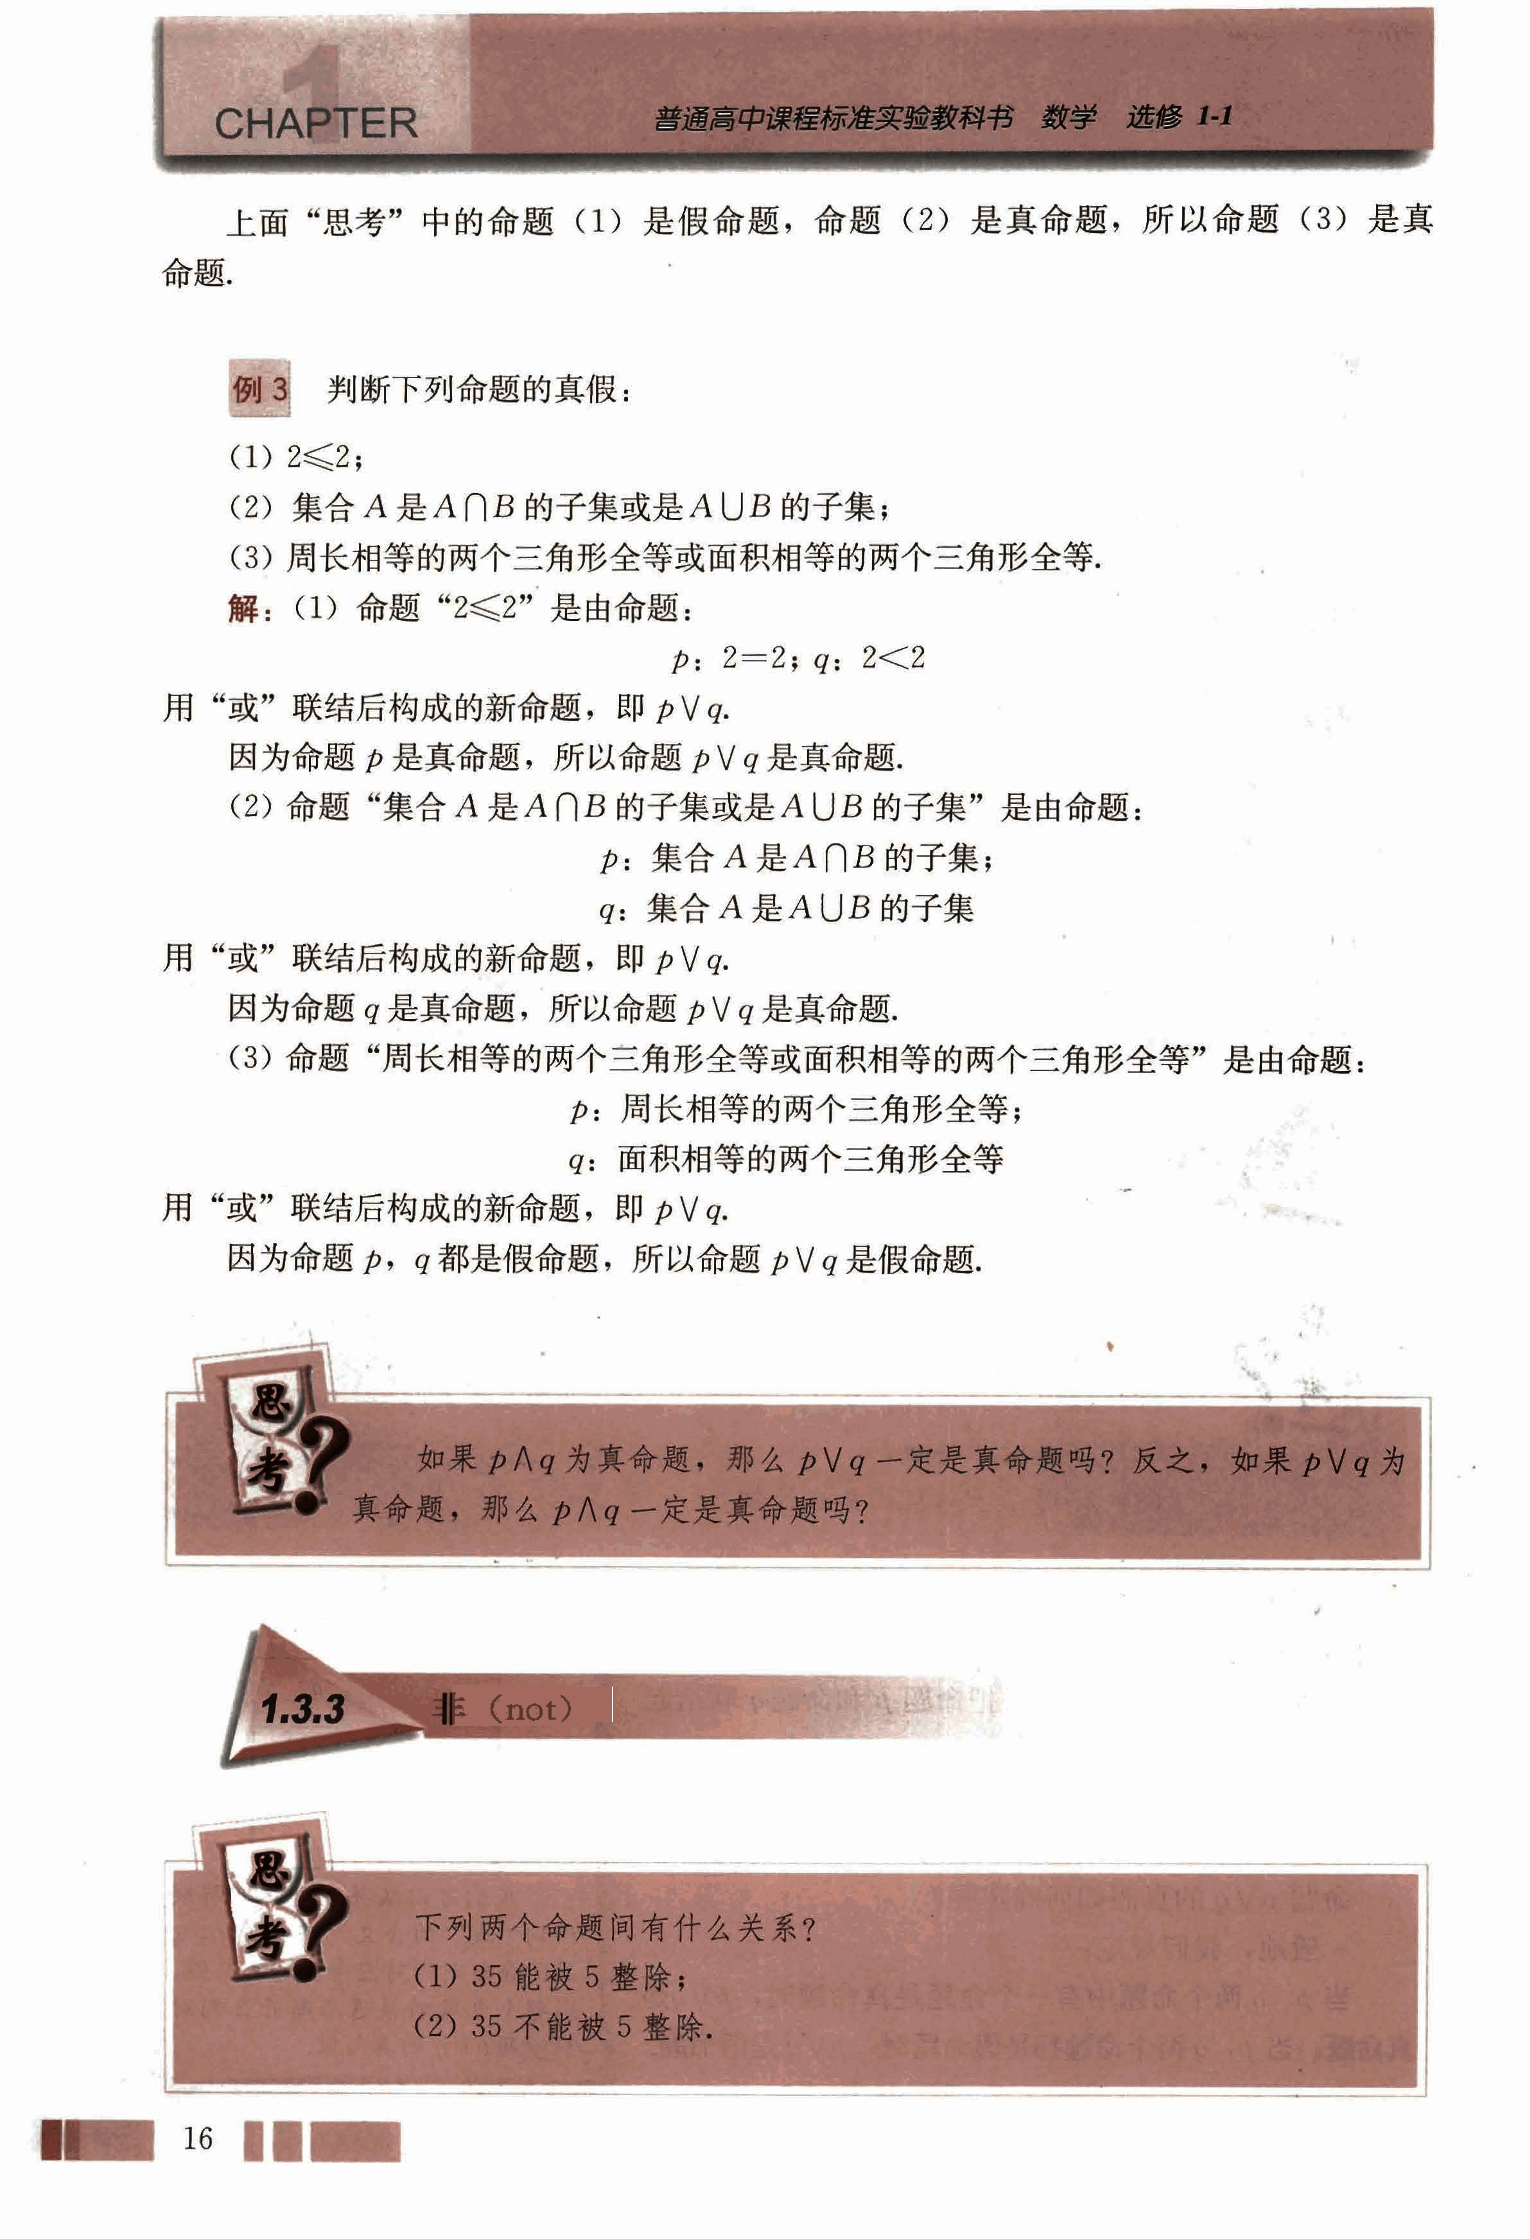 1
CHAPTER
普通高中课程标准实验教科书 数学 选修 1-1
上面“思考”中的命题（1）是假命题，命题（2）是真命题，所以命题（3）是真
命题.
例 3 判断下列命题的真假：
（1）2⩽2；
（2）集合 A 是 A∩B 的子集或是 A∪B 的子集；
（3）周长相等的两个三角形全等或面积相等的两个三角形全等.
解：（1）命题“2⩽2”是由命题：
p：2=2；q：2<2
用“或”联结后构成的新命题，即 p∨q.
因为命题 p 是真命题，所以命题 p∨q 是真命题.
（2）命题“集合 A 是 A∩B 的子集或是 A∪B 的子集”是由命题：
p：集合 A 是 A∩B 的子集；
q：集合 A 是 A∪B 的子集
用“或”联结后构成的新命题，即 p∨q.
因为命题 q 是真命题，所以命题 p∨q 是真命题.
（3）命题“周长相等的两个三角形全等或面积相等的两个三角形全等”是由命题：
p：周长相等的两个三角形全等；
q：面积相等的两个三角形全等
用“或”联结后构成的新命题，即 p∨q.
因为命题 p，q 都是假命题，所以命题 p∨q 是假命题.
思考？
如果 p∧q 为真命题，那么 p∨q 一定是真命题吗？反之，如果 p∨q 为
真命题，那么 p∧q 一定是真命题吗？
1.3.3 非（not）
思考？
下列两个命题间有什么关系？
（1）35 能被 5 整除；
（2）35 不能被 5 整除.
16